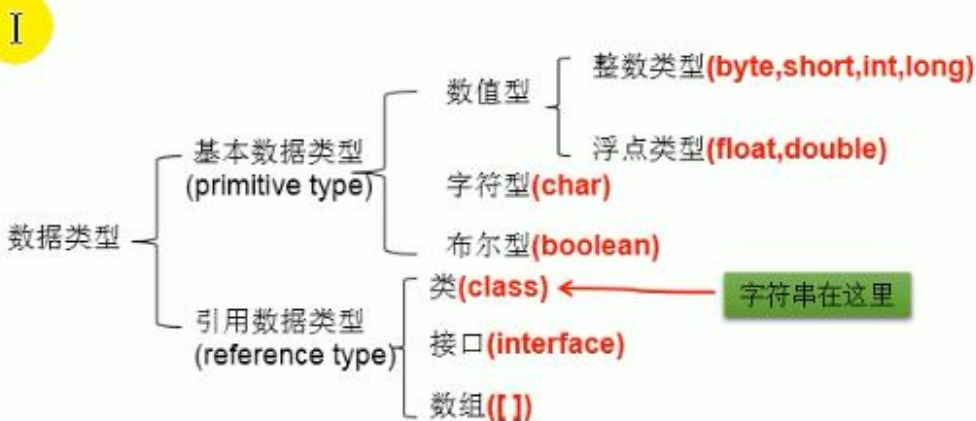 整数类型(byte,short,int,long)
数值型
浮点类型(float,double)
基本数据类型
(primitive type)
字符型(char)
布尔型(boolean)
数据类型
类(class)
字符串在这里
引用数据类型
(reference type)
接口(interface)
数组([ ])